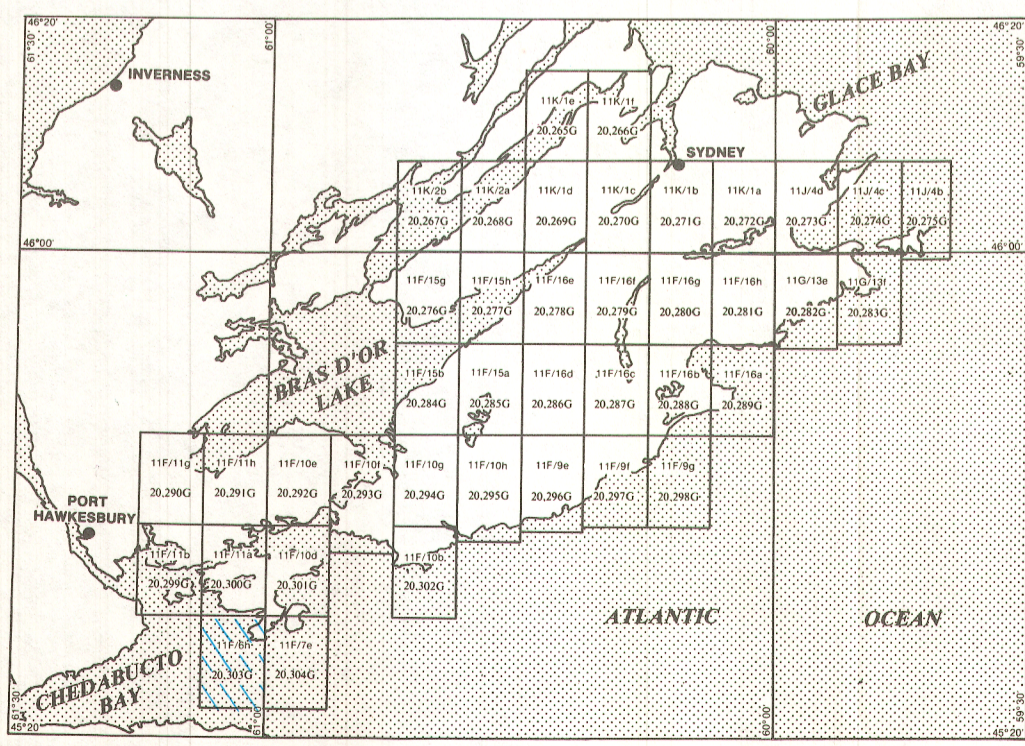 46°20'
61°30'
61°00'
60°00'
46°20'
59°30'
INVERNESS
GLACE BAY
11K/1e
11K/1f
20,265G
20,266G
SYDNEY
11K/2b
11K/2a
11K/1d
11K/1c
11K/1b
11K/1a
11J/4d
11J/4c
11J/4b
20,267G
20,268G
20,269G
20,270G
20,271G
20,272G
20,273G
20,274G
20,275G
46°00'
46°00'
11F/15g
11F/15h
11F/16e
11F/16f
11F/16g
11F/16h
11G/13e
11G/13f
20,276G
20,277G
20,278G
20,279G
20,280G
20,281G
20,282G
20,283G
BRAS D'OR
LAKE
11F/15b
11F/15a
11F/16d
11F/16c
11F/16b
11F/16a
20,284G
20,285G
20,286G
20,287G
20,288G
20,289G
11F/11g
11F/11h
11F/10e
11F/10f
11F/10g
11F/10h
11F/9e
11F/9f
11F/9g
20,290G
20,291G
20,292G
20,293G
20,294G
20,295G
20,296G
20,297G
20,298G
PORT
HAWKESBURY
11F/11b
11F/11a
11F/10d
11F/10b
20,299G
20,300G
20,301G
20,302G
ATLANTIC OCEAN
11F/6h
11F/7e
20,303G
20,304G
CHEDABUCTO
BAY
61°30'
45°20'
61°00'
60°00'
59°30'
45°20'